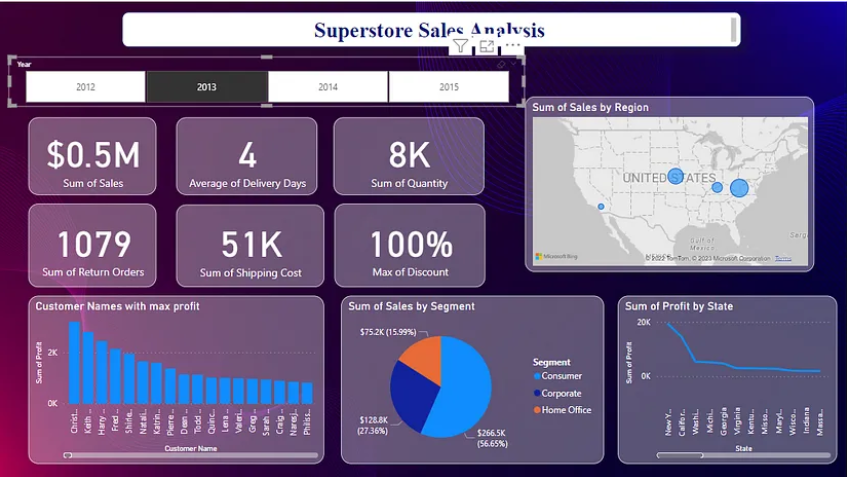 Superstore Sales Analysis
Year
2012
2013
2014
2015
$0.5M
Sum of Sales
4
Average of Delivery Days
8K
Sum of Quantity
1079
Sum of Return Orders
51K
Sum of Shipping Cost
100%
Max of Discount
Sum of Sales by Region
UNITED STATES
Gulf of
Mexico
Microsoft Bing
© 2022 TomTom, © 2023 Microsoft Corporation Terms
Customer Names with max profit
Sum of Profit
2K
0K
Christ...
Keith ...
Harry ...
Fred ...
Shirle...
Natali...
Katrin...
Pierre ...
Dean ...
Todd ...
Quinc...
Lena ...
Valeri...
Greg ...
Sarah ...
Craig ...
Philiss...
Customer Name
Sum of Sales by Segment
$75.2K (15.99%)
$128.8K
(27.36%)
$266.5K
(56.65%)
Segment
Consumer
Corporate
Home Office
Sum of Profit by State
Sum of Profit
20K
0K
New Y...
Califor...
Washi...
Michi...
Georgia
Virginia
Kentu...
Misso...
Maryl...
Wisco...
Indiana
Massa...
State